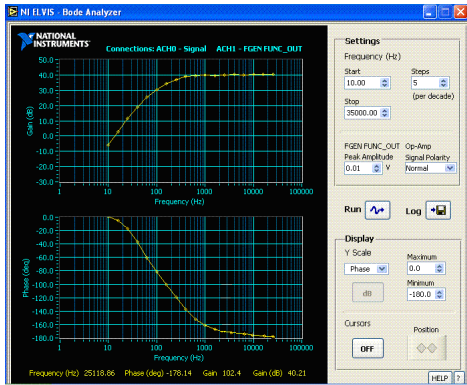 NI ELVIS - Bode Analyzer
NATIONAL INSTRUMENTS
Connections: ACH0 - Signal ACH1 - FGEN FUNC_OUT
50.0
40.0
30.0
20.0
10.0
0.0
-10.0
-20.0
-30.0
Gain (dB)
1 10 100 1000 10000 100000
Frequency (Hz)
0.0
-20.0
-40.0
-60.0
-80.0
-100.0
-120.0
-140.0
-160.0
-180.0
Phase (deg)
1 10 100 1000 10000 100000
Frequency (Hz)
Frequency (Hz) 25118.86 Phase (deg) -178.14 Gain 102.4 Gain (dB) 40.21
Settings
Frequency (Hz)
Start Steps
10.00 5
(per decade)
Stop
35000.00
FGEN FUNC_OUT Op-Amp
Peak Amplitude Signal Polarity
0.01 V Normal
Run Log
Display
Y Scale Maximum
Phase 0.0
Minimum
dB -180.0
Cursors Position
OFF
HELP ?